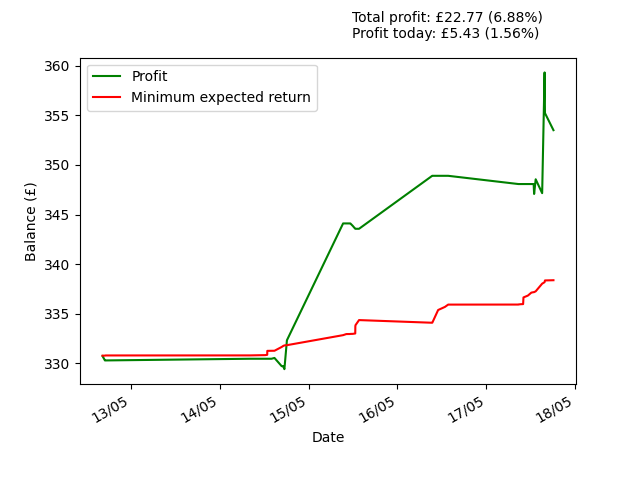 Total profit: £22.77 (6.88%)
Profit today: £5.43 (1.56%)
Profit
Minimum expected return
Balance (£)
360
355
350
345
340
335
330
13/05
14/05
15/05
16/05
17/05
18/05
Date